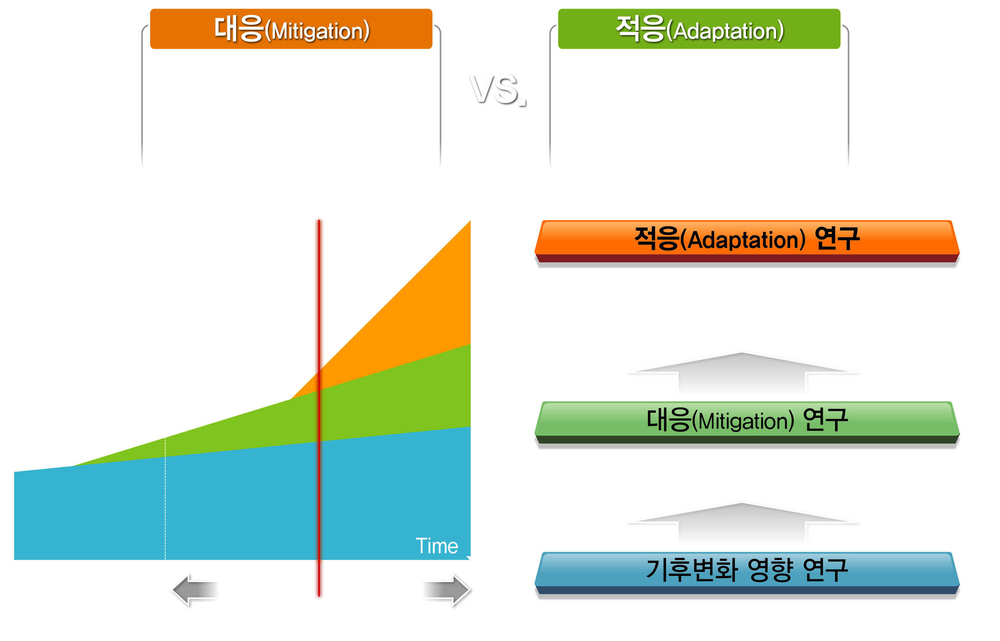 대응(Mitigation)
적응(Adaptation)
VS.
적응(Adaptation) 연구
대응(Mitigation) 연구
Time
기후변화 영향 연구